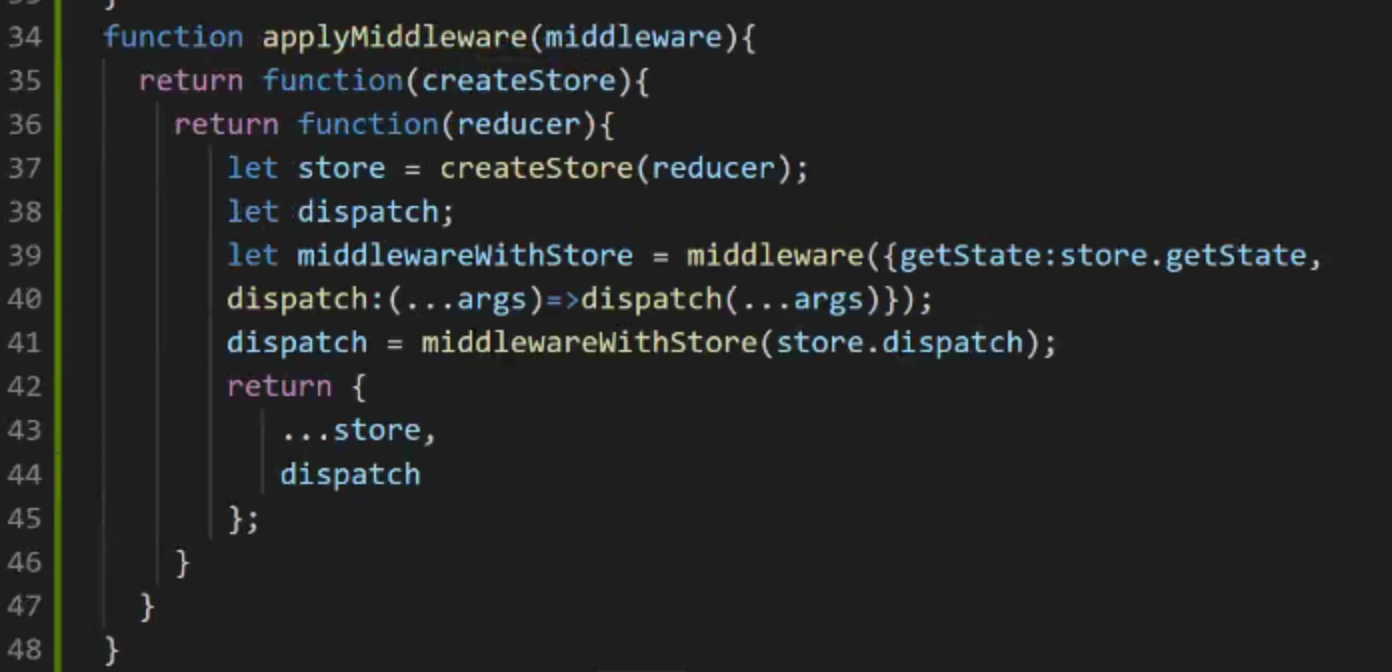 34 function applyMiddleware(middleware){
35 return function(createStore){
36 return function(reducer){
37 let store = createStore(reducer);
38 let dispatch;
39 let middlewareWithStore = middleware({getState:store.getState,
40 dispatch:(...args)=>dispatch(...args)});
41 dispatch = middlewareWithStore(store.dispatch);
42 return {
43 ...store,
44 dispatch
45 };
46 }
47 }
48 }